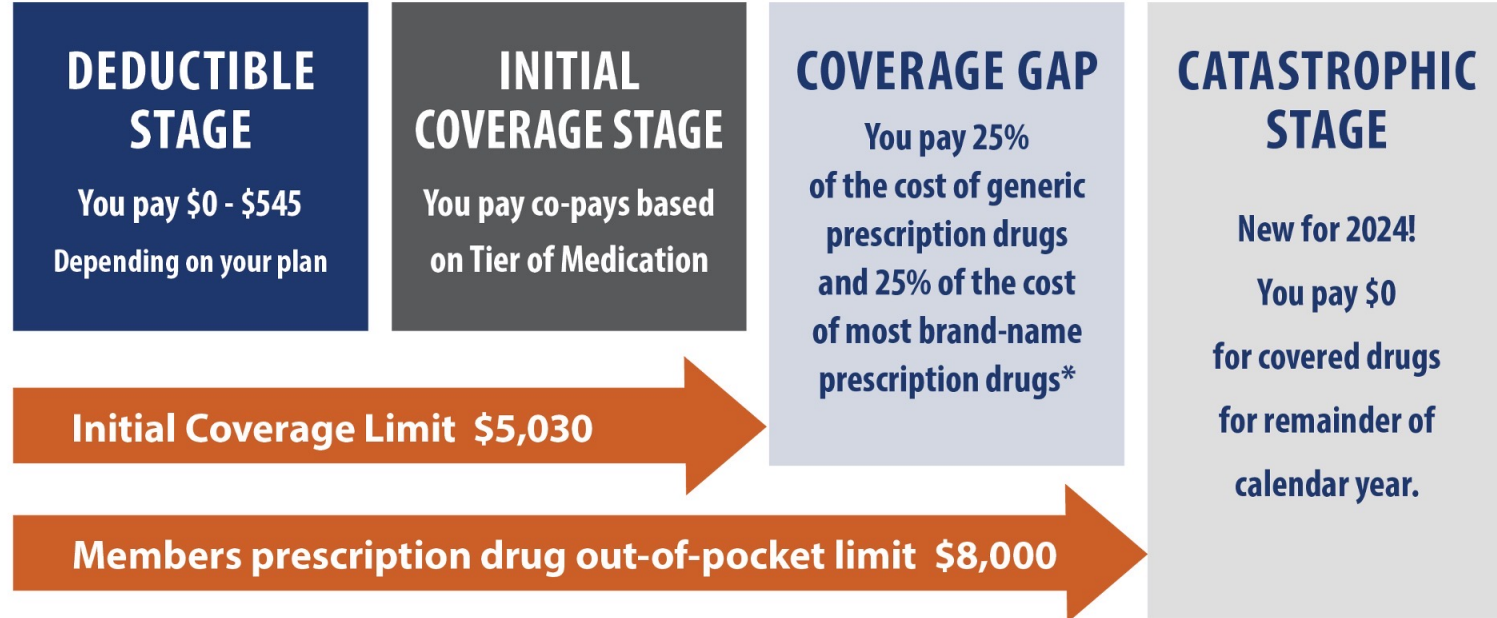 DEDUCTIBLE
STAGE
You pay $0 - $545
Depending on your plan
INITIAL
COVERAGE STAGE
You pay co-pays based
on Tier of Medication
COVERAGE GAP
You pay 25%
of the cost of generic
prescription drugs
and 25% of the cost
of most brand-name
prescription drugs*
CATASTROPHIC
STAGE
New for 2024!
You pay $0
for covered drugs
for remainder of
calendar year.
Initial Coverage Limit $5,030
Members prescription drug out-of-pocket limit $8,000